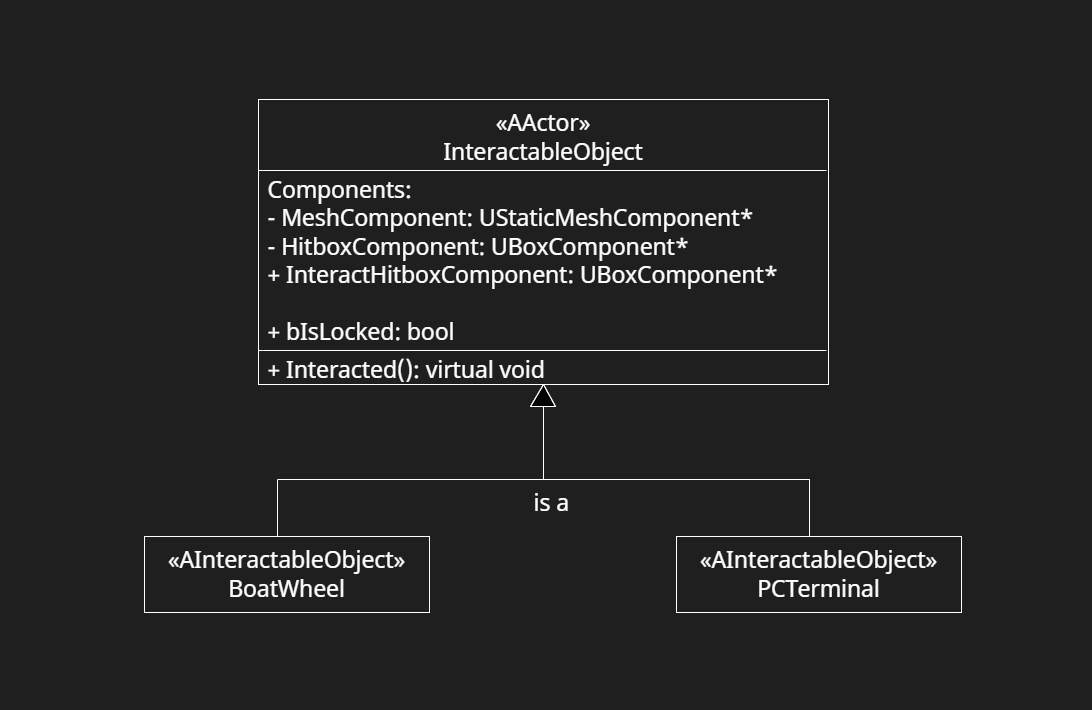 «AActor»
InteractableObject
Components:
- MeshComponent: UStaticMeshComponent*
- HitboxComponent: UBoxComponent*
+ InteractHitboxComponent: UBoxComponent*
+ bIsLocked: bool
+ Interacted(): virtual void
is a
«AInteractableObject»
BoatWheel
«AInteractableObject»
PCTerminal